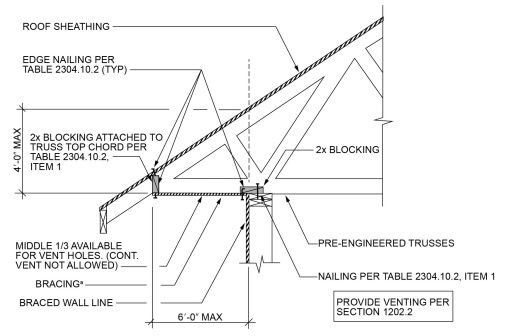 ROOF SHEATHING
EDGE NAILING PER
TABLE 2304.10.2 (TYP)
4'-0" MAX
2x BLOCKING ATTACHED TO
TRUSS TOP CHORD PER
TABLE 2304.10.2,
ITEM 1
2x BLOCKING
MIDDLE 1/3 AVAILABLE
FOR VENT HOLES. (CONT.
VENT NOT ALLOWED)
BRACINGᵃ
BRACED WALL LINE
PRE-ENGINEERED TRUSSES
NAILING PER TABLE 2304.10.2, ITEM 1
PROVIDE VENTING PER
SECTION 1202.2
6'-0" MAX